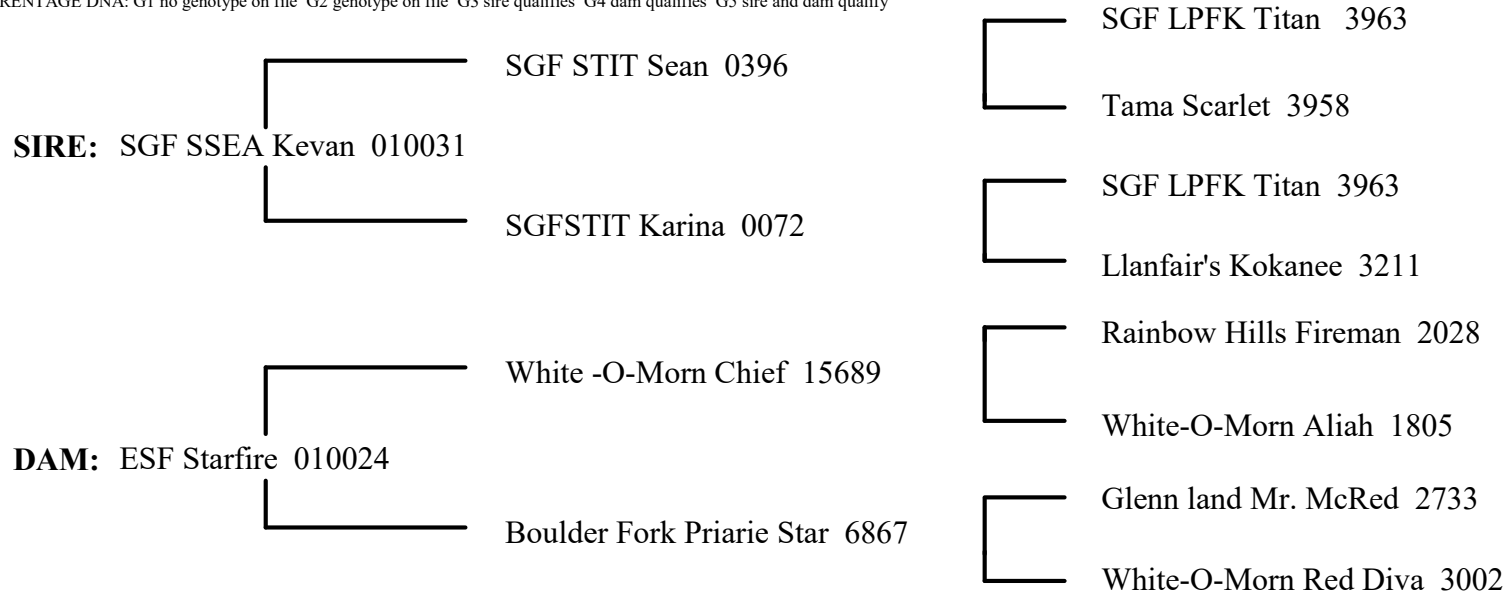 RENTAGE DNA: G1 no genotype on file G2 genotype on file G3 sire qualifies G4 dam qualifies G5 sire and dam qualify
SGF LPFK Titan 3963
SGF STIT Sean 0396
Tama Scarlet 3958
SIRE: SGF SSEA Kevan 010031
SGF LPFK Titan 3963
SGFSTIT Karina 0072
Llanfair's Kokanee 3211
Rainbow Hills Fireman 2028
White -O-Morn Chief 15689
White-O-Morn Aliah 1805
DAM: ESF Starfire 010024
Glenn land Mr. McRed 2733
Boulder Fork Priarie Star 6867
White-O-Morn Red Diva 3002